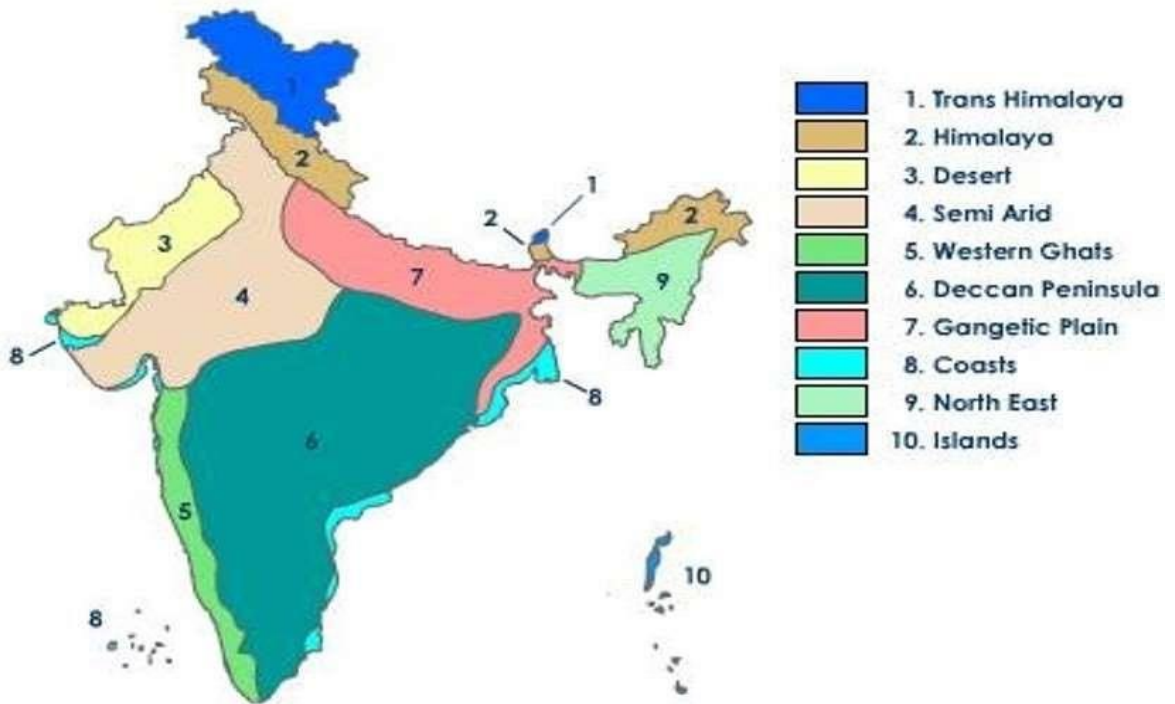 1
2
1
2
2
3
9
7
4
8
8
6
5
10
8
1. Trans Himalaya
2. Himalaya
3. Desert
4. Semi Arid
5. Western Ghats
6. Deccan Peninsula
7. Gangetic Plain
8. Coasts
9. North East
10. Islands